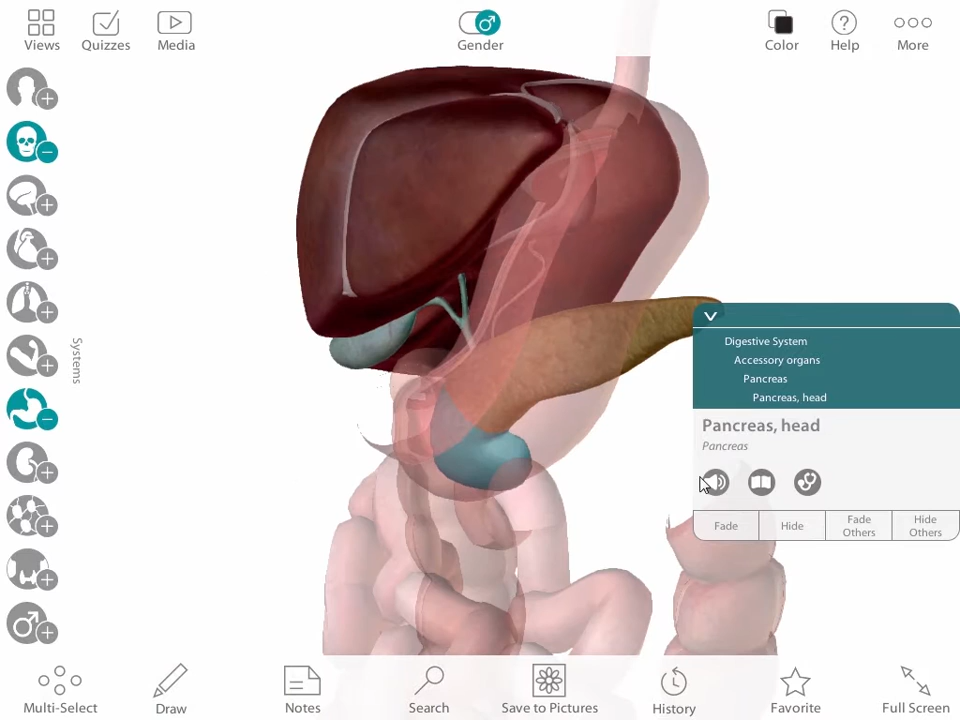 Views
Quizzes
Media
Gender
Color
Help
More
Systems
Digestive System
Accessory organs
Pancreas
Pancreas, head
Pancreas, head
Pancreas
Fade
Hide
Fade
Others
Hide
Others
Multi-Select
Draw
Notes
Search
Save to Pictures
History
Favorite
Full Screen